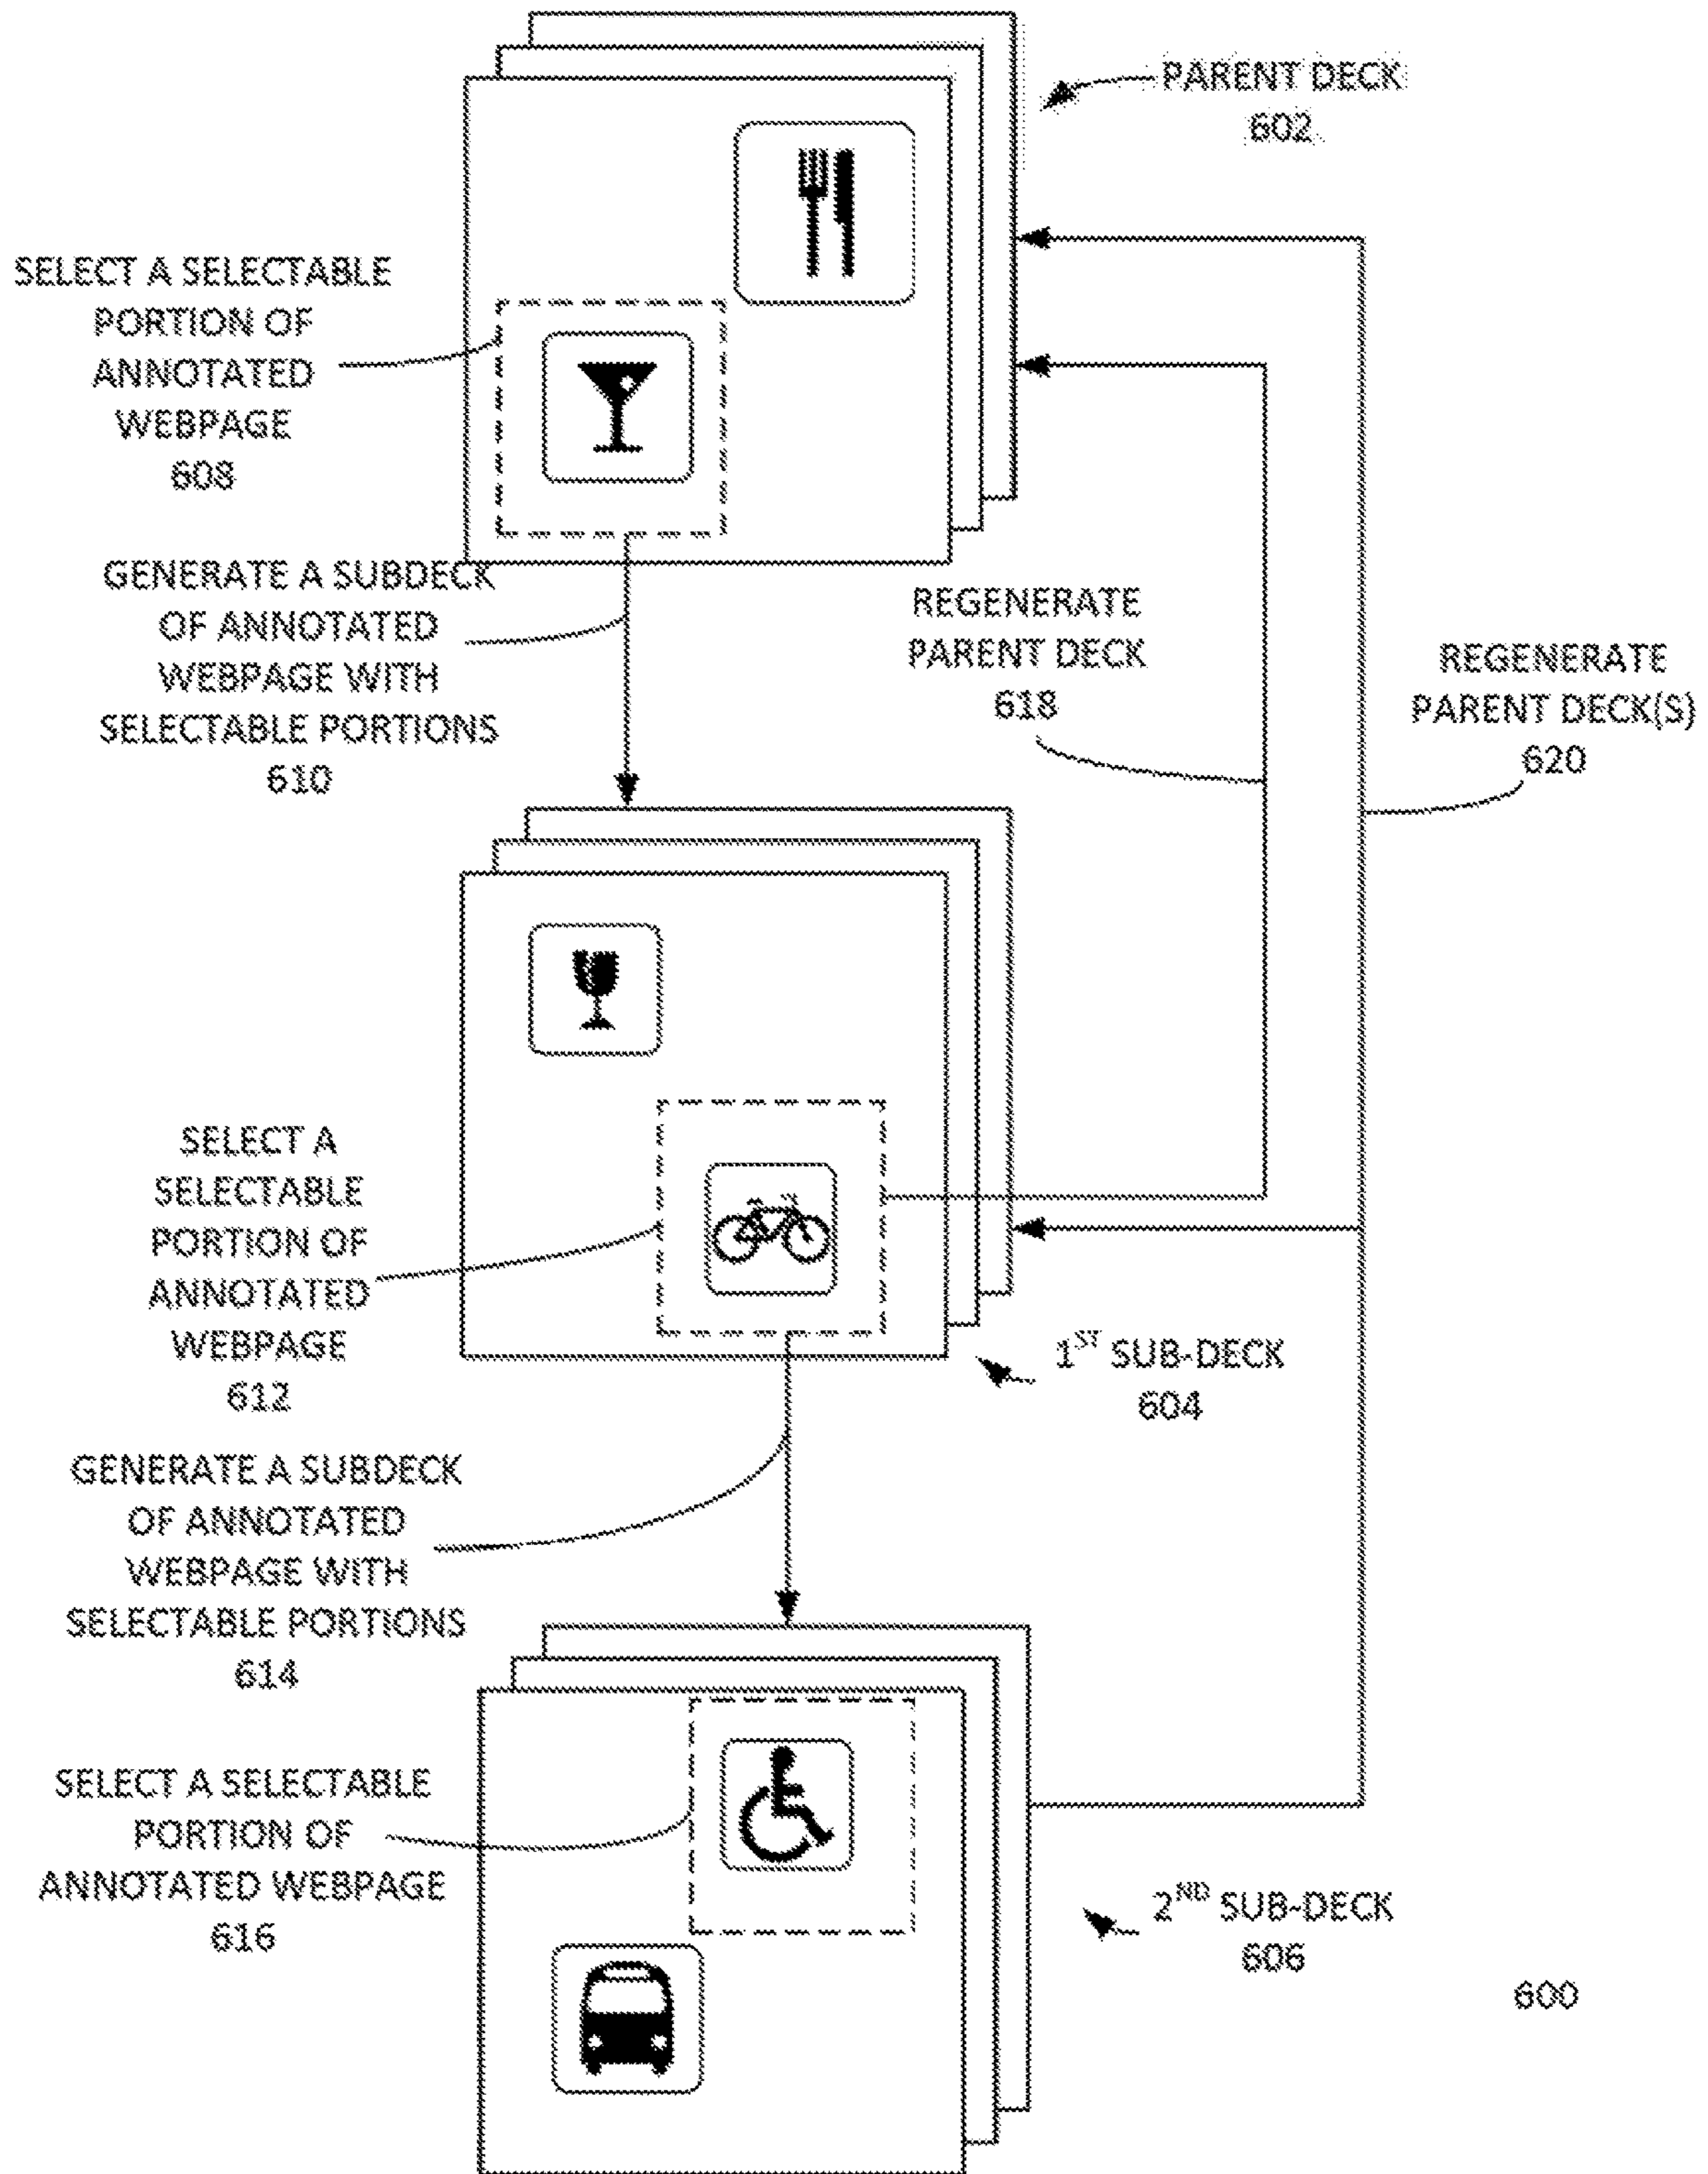 PARENT DECK
602
SELECT A SELECTABLE
PORTION OF
ANNOTATED
WEBPAGE
608
GENERATE A SUBDECK
OF ANNOTATED
WEBPAGE WITH
SELECTABLE PORTIONS
610
REGENERATE
PARENT DECK
618
REGENERATE
PARENT DECK(S)
620
SELECT A
SELECTABLE
PORTION OF
ANNOTATED
WEBPAGE
612
1ST SUB-DECK
604
GENERATE A SUBDECK
OF ANNOTATED
WEBPAGE WITH
SELECTABLE PORTIONS
614
SELECT A SELECTABLE
PORTION OF
ANNOTATED WEBPAGE
616
2ND SUB-DECK
606
600